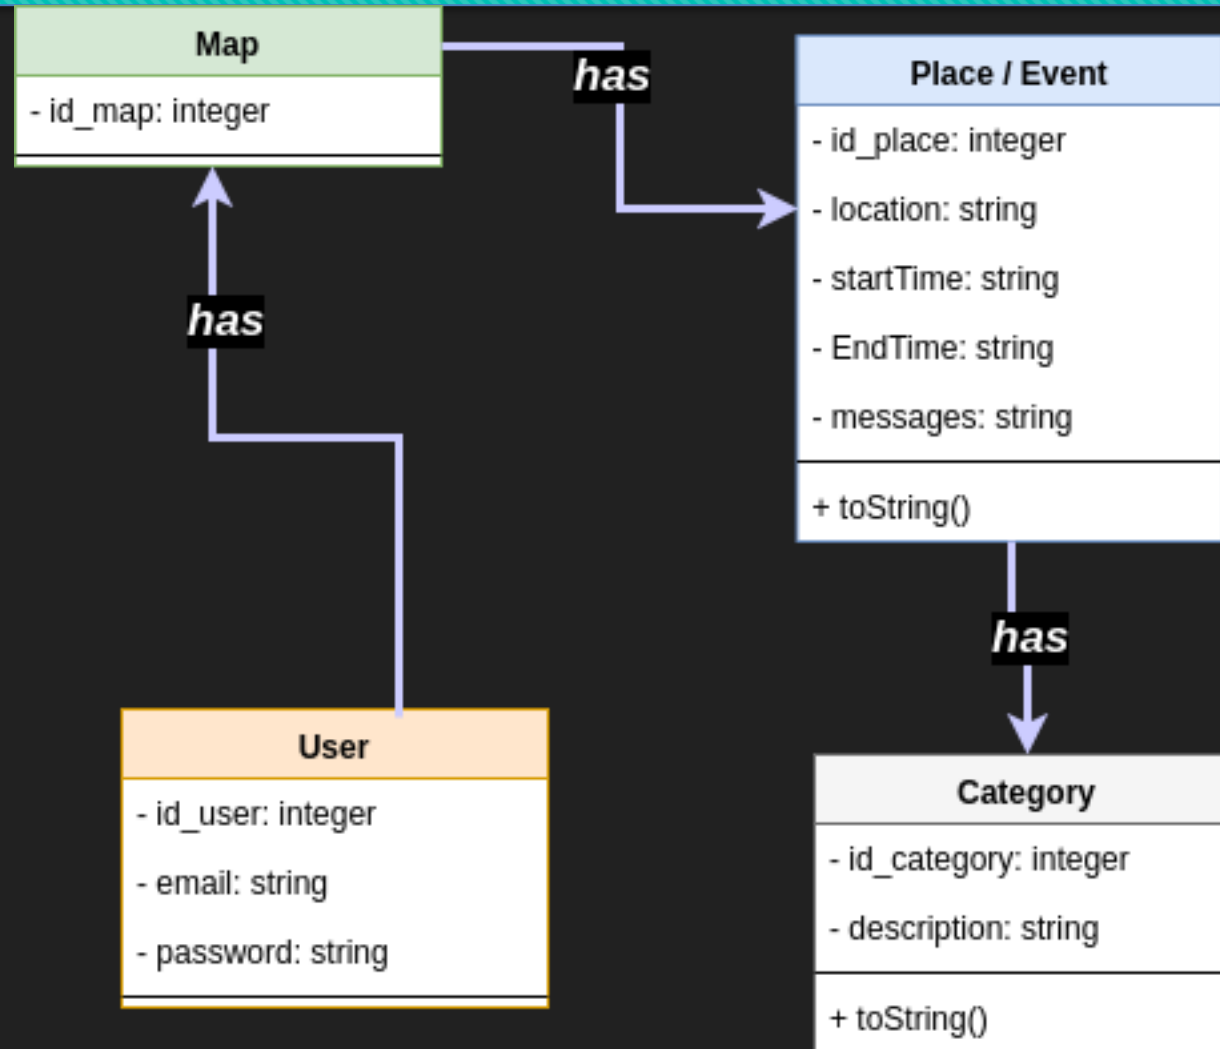 Map
- id_map: integer
has
Place / Event
- id_place: integer
- location: string
- startTime: string
- EndTime: string
- messages: string
+ toString()
has
has
User
- id_user: integer
- email: string
- password: string
Category
- id_category: integer
- description: string
+ toString()